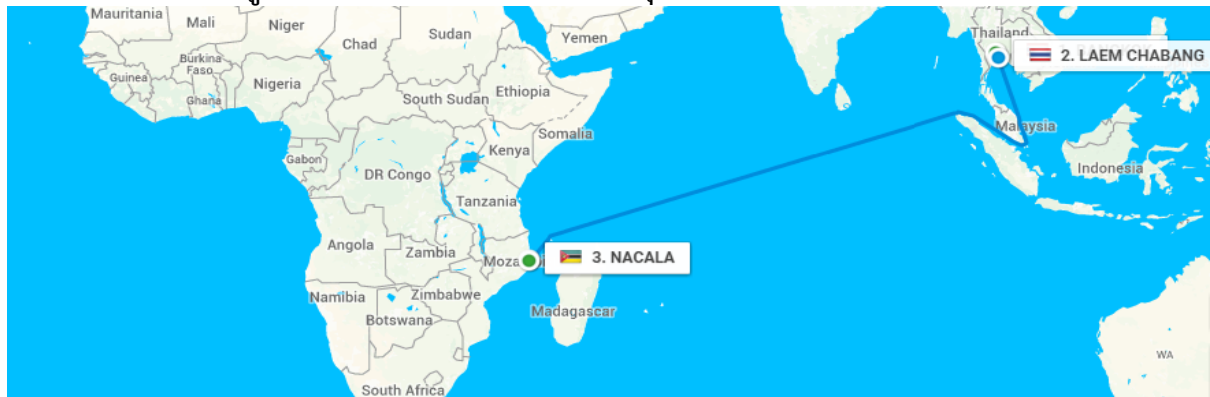 Mauritania
Mali
Niger
Chad
Sudan
Yemen
Thailand
2. LAEM CHABANG
Burkina
Faso
Guinea
Ghana
Nigeria
South Sudan
Ethiopia
Somalia
Malaysia
Gabon
DR Congo
Kenya
Indonesia
Tanzania
Angola
Zambia
Moza
3. NACALA
Namibia
Zimbabwe
Botswana
Madagascar
WA
South Africa